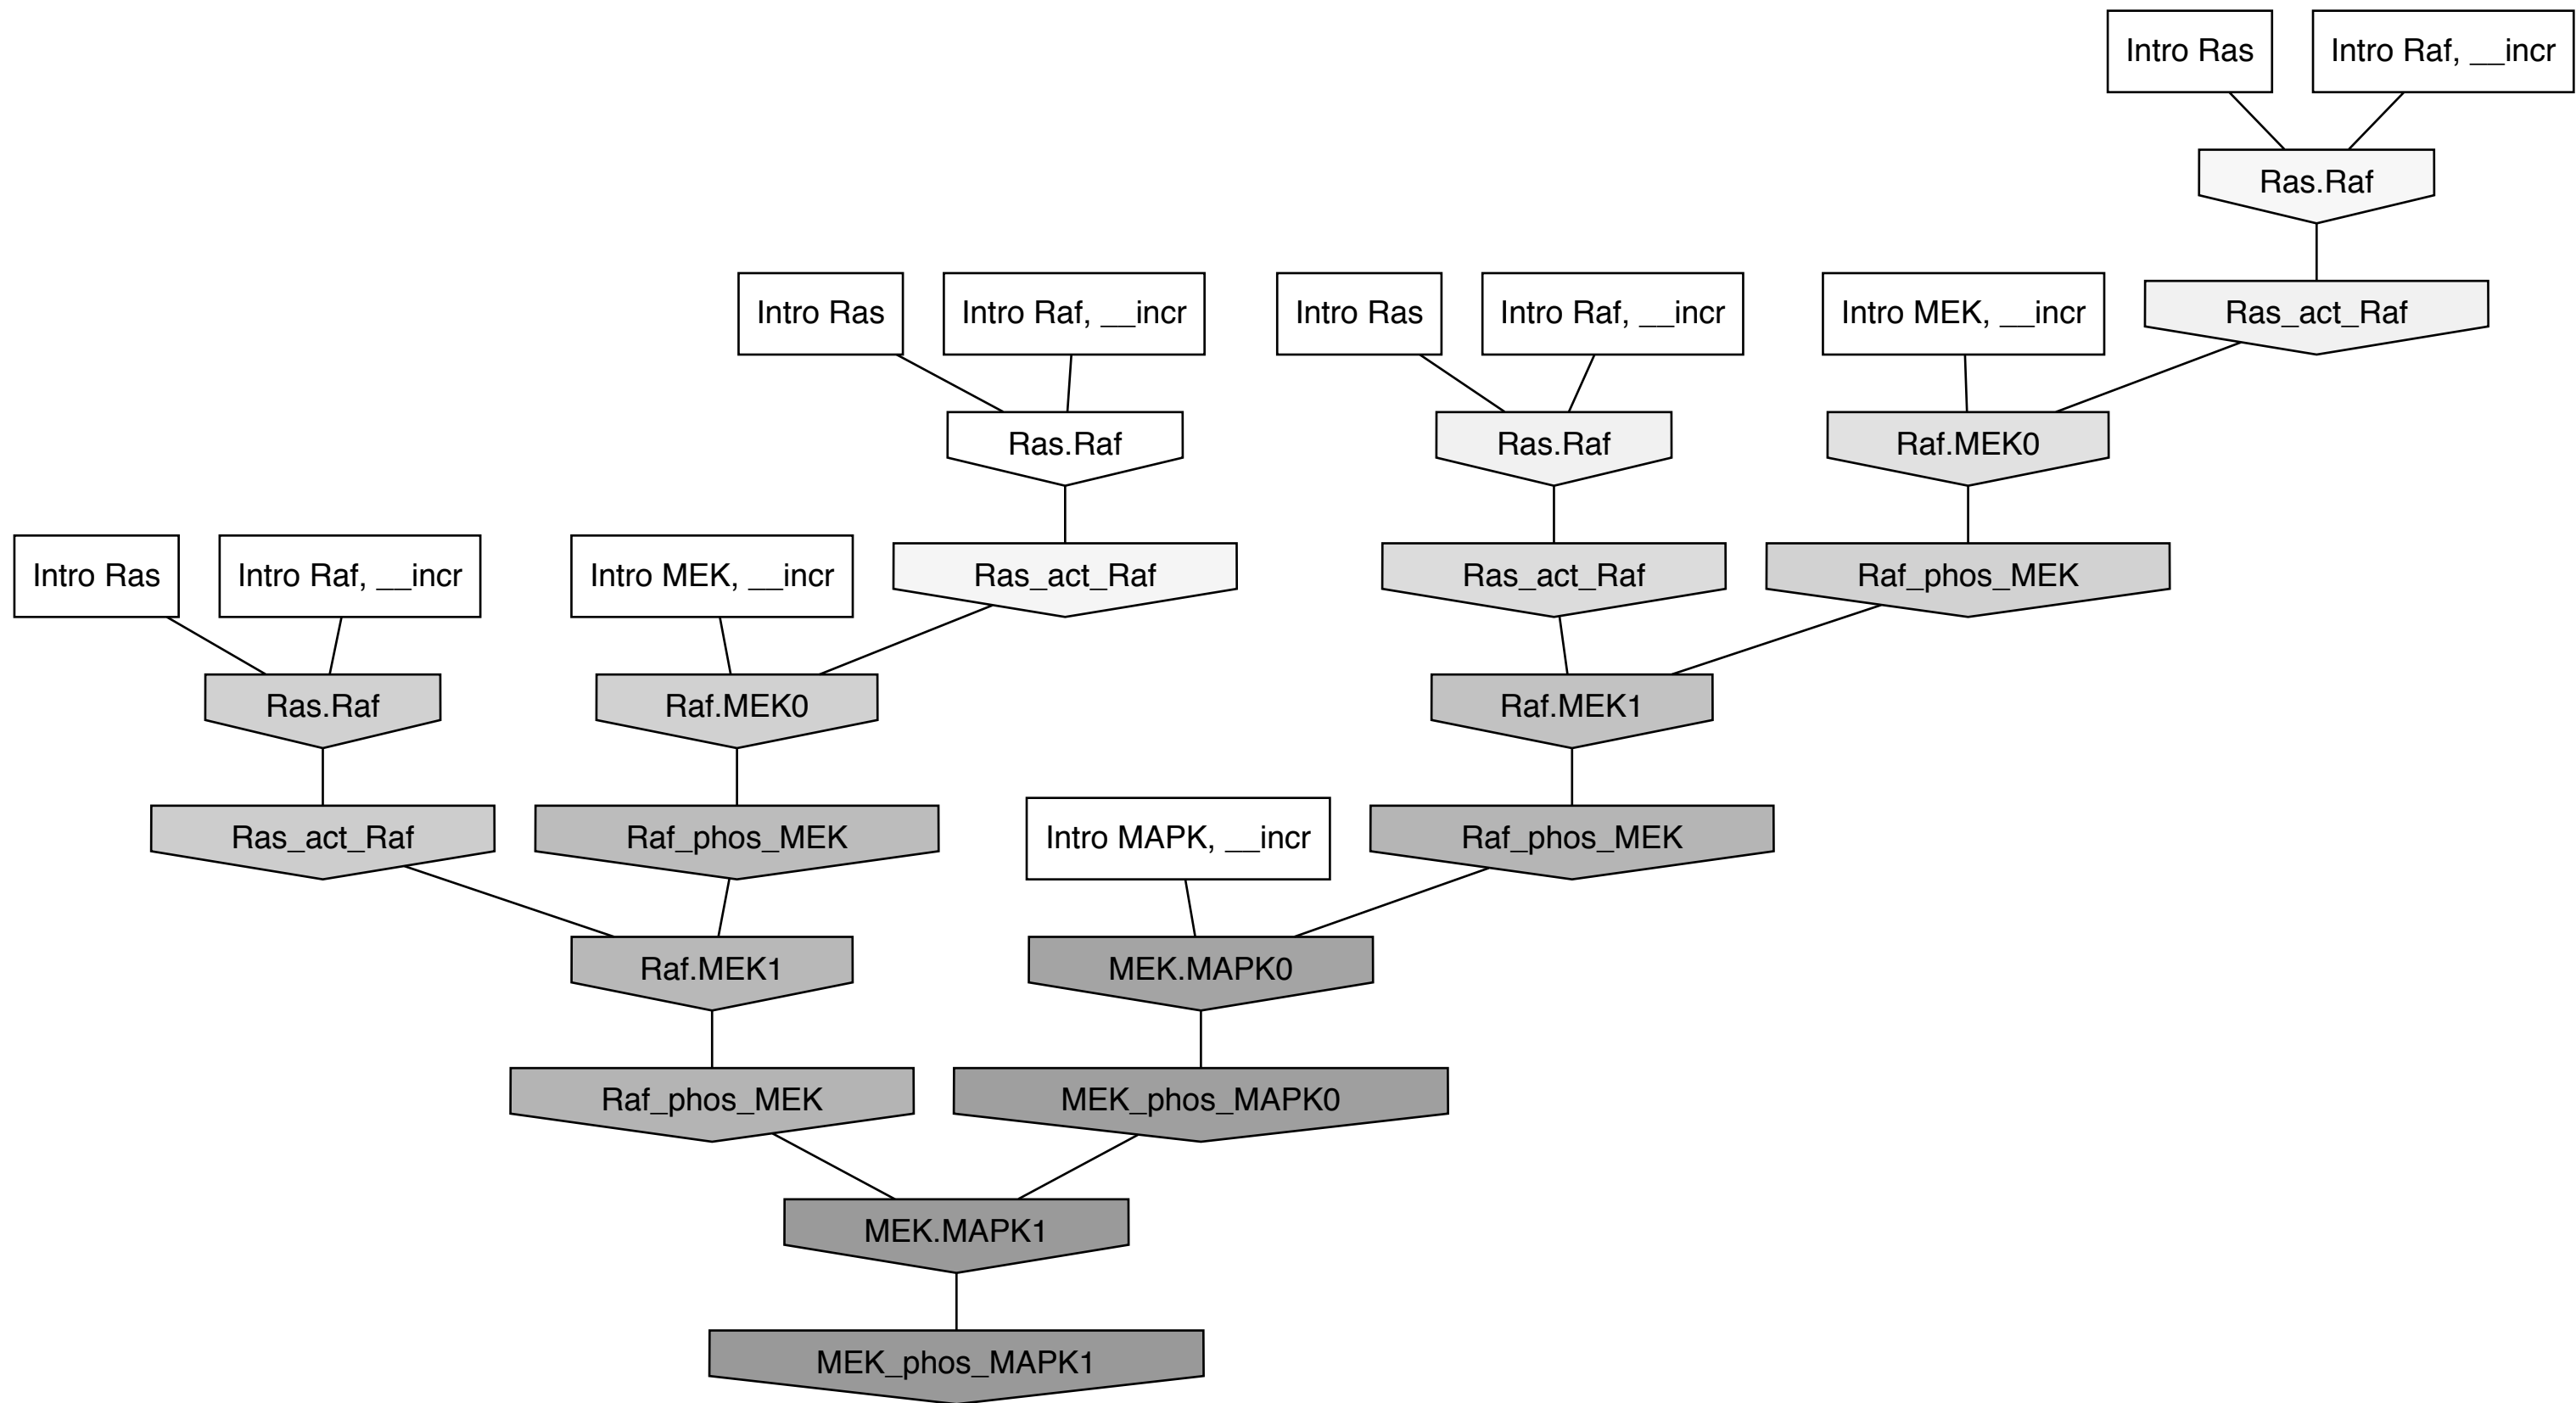 Intro Ras
Intro Raf, __incr
Ras.Raf
Intro Ras
Intro Raf, __incr
Intro Ras
Intro Raf, __incr
Intro MEK, __incr
Ras_act_Raf
Ras.Raf
Ras.Raf
Raf.MEK0
Intro Ras
Intro Raf, __incr
Intro MEK, __incr
Ras_act_Raf
Ras_act_Raf
Raf_phos_MEK
Ras.Raf
Raf.MEK0
Raf.MEK1
Ras_act_Raf
Raf_phos_MEK
Intro MAPK, __incr
Raf_phos_MEK
Raf.MEK1
MEK.MAPK0
Raf_phos_MEK
MEK_phos_MAPK0
MEK.MAPK1
MEK_phos_MAPK1